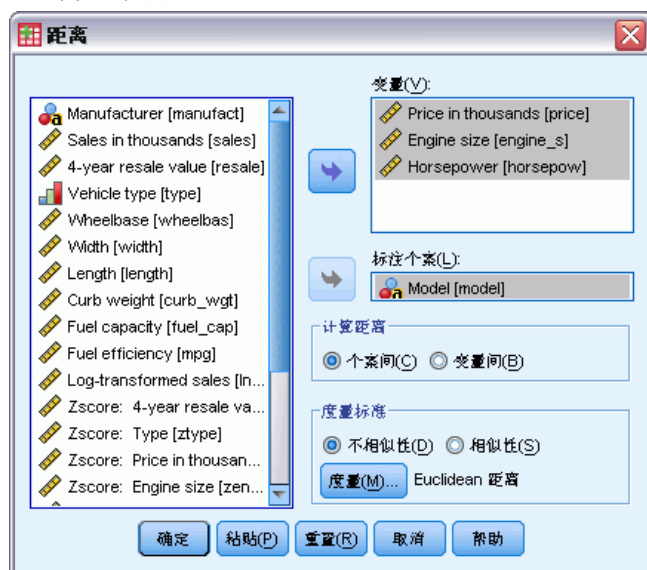 距离
变量(V):
Manufacturer [manufact]
Sales in thousands [sales]
4-year resale value [resale]
Vehicle type [type]
Wheelbase [wheelbas]
Width [width]
Length [length]
Curb weight [curb_wgt]
Fuel capacity [fuel_cap]
Fuel efficiency [mpg]
Log-transformed sales [ln...
Zscore: 4-year resale va...
Zscore: Type [ztype]
Zscore: Price in thousan...
Zscore: Engine size [zen...
Price in thousands [price]
Engine size [engine_s]
Horsepower [horsepow]
标注个案(L):
Model [model]
计算距离
个案间(C) 变量间(B)
度量标准
不相似性(D) 相似性(S)
度量(M)... Euclidean 距离
确定 粘贴(P) 重置(R) 取消 帮助